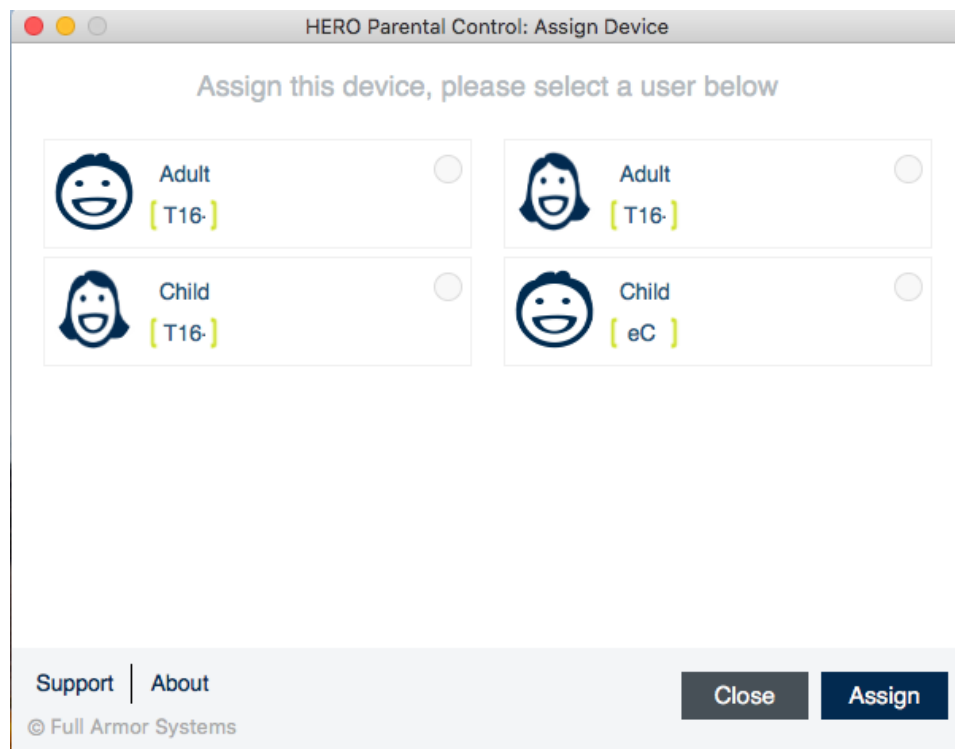 HERO Parental Control: Assign Device
Assign this device, please select a user below
Adult
[ T16- ]
Adult
[ T16- ]
Child
[ T16- ]
Child
[ eC ]
Support | About
Close
Assign
© Full Armor Systems